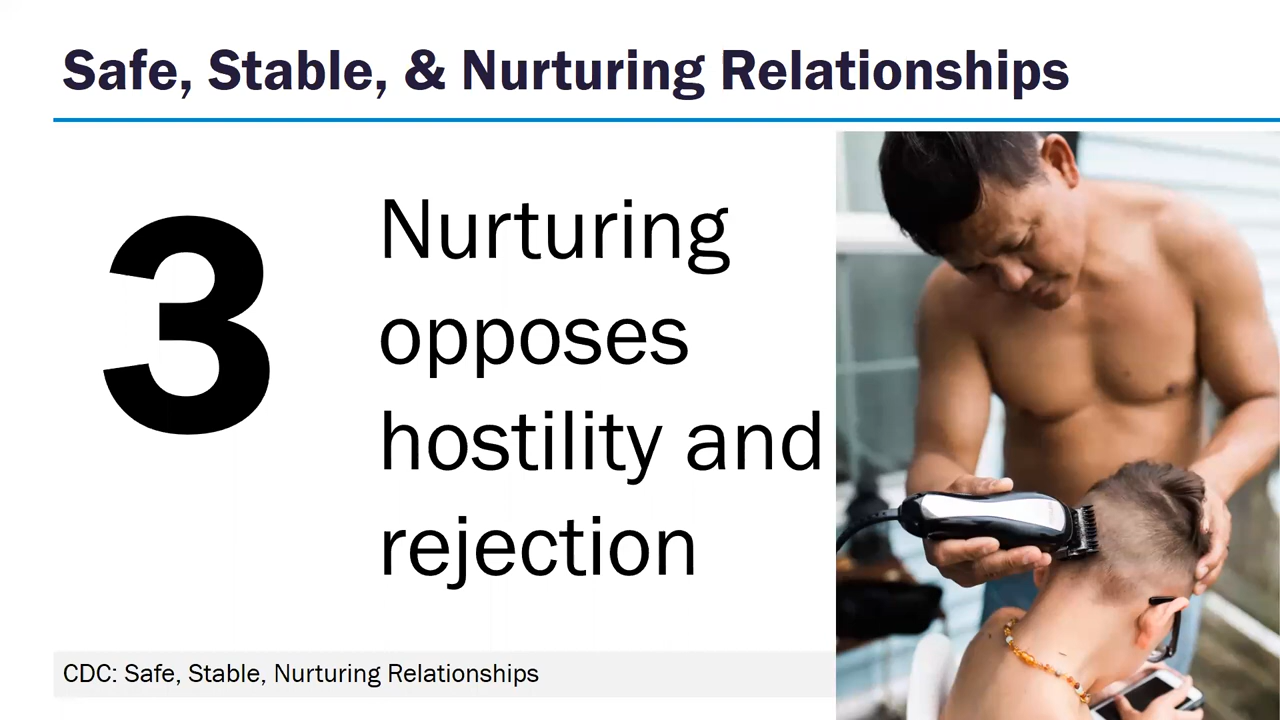 Safe, Stable, & Nurturing Relationships
3
Nurturing
opposes
hostility and
rejection
CDC: Safe, Stable, Nurturing Relationships